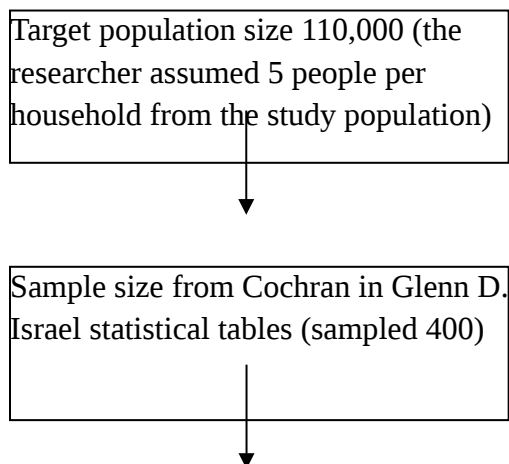 Target population size 110,000 (the
researcher assumed 5 people per
household from the study population)
Sample size from Cochran in Glenn D.
Israel statistical tables (sampled 400)